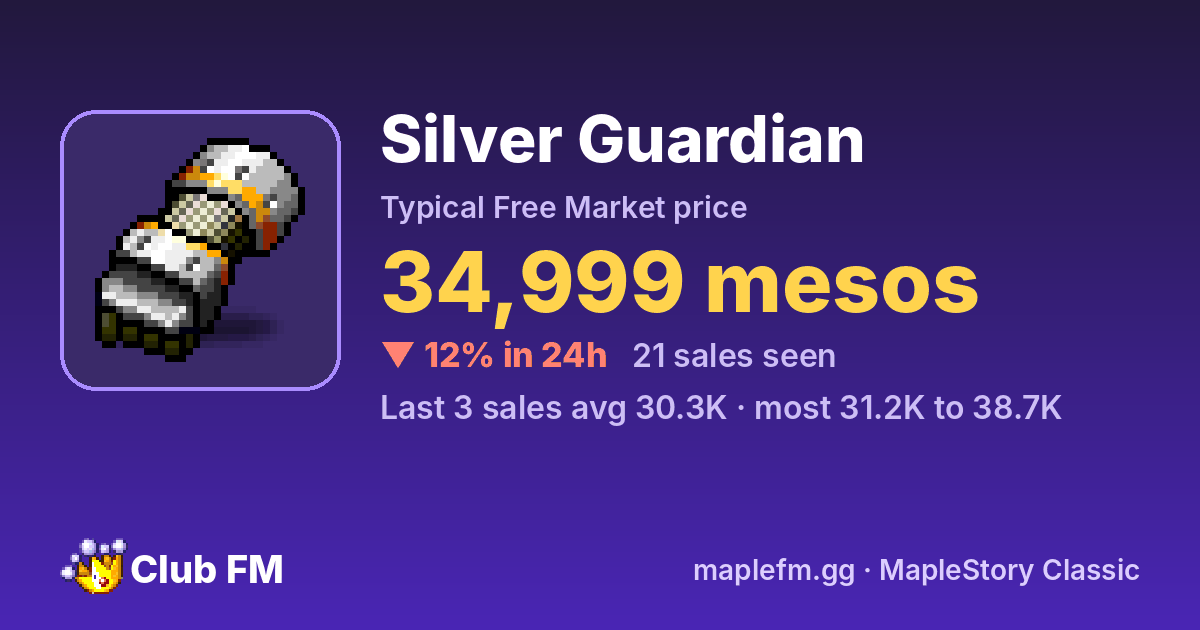 Silver Guardian
Typical Free Market price
34,999 mesos
▼ 12% in 24h 21 sales seen
Last 3 sales avg 30.3K · most 31.2K to 38.7K
Club FM
maplefm.gg · MapleStory Classic